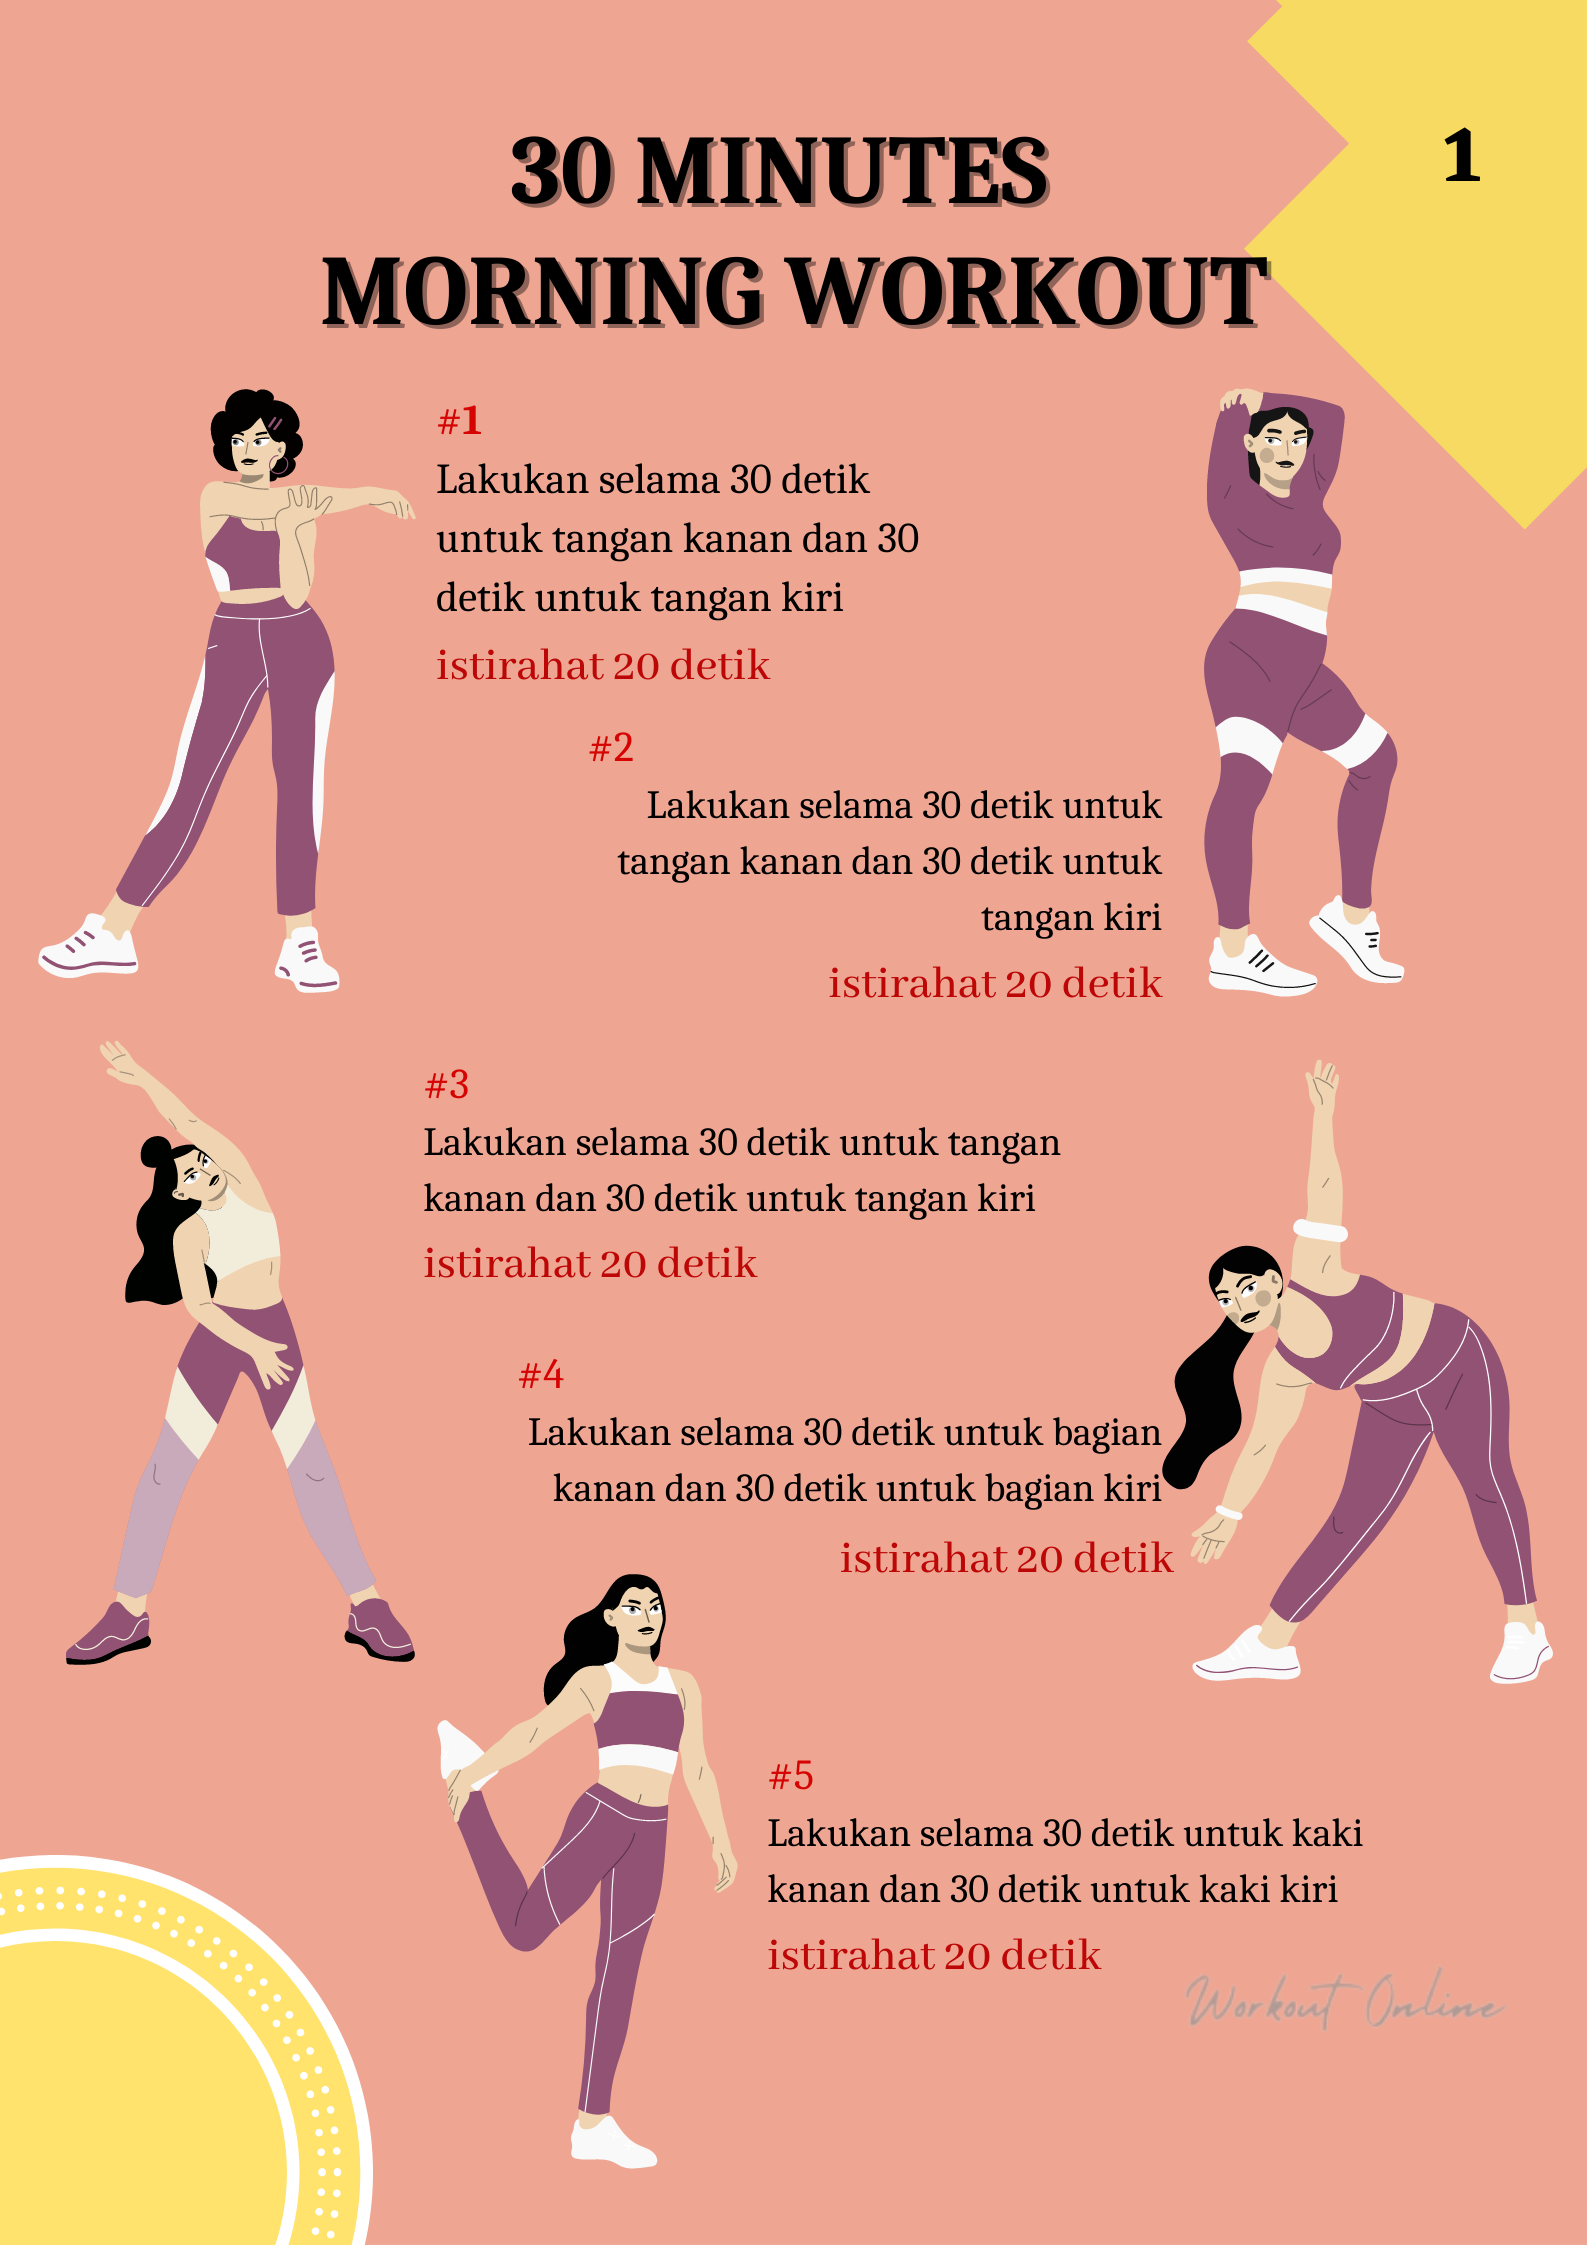 30 MINUTES
MORNING WORKOUT
1
#1
Lakukan selama 30 detik
untuk tangan kanan dan 30
detik untuk tangan kiri
istirahat 20 detik
#2
Lakukan selama 30 detik untuk
tangan kanan dan 30 detik untuk
tangan kiri
istirahat 20 detik
#3
Lakukan selama 30 detik untuk tangan
kanan dan 30 detik untuk tangan kiri
istirahat 20 detik
#4
Lakukan selama 30 detik untuk bagian
kanan dan 30 detik untuk bagian kiri
istirahat 20 detik
#5
Lakukan selama 30 detik untuk kaki
kanan dan 30 detik untuk kaki kiri
istirahat 20 detik
Workout Online